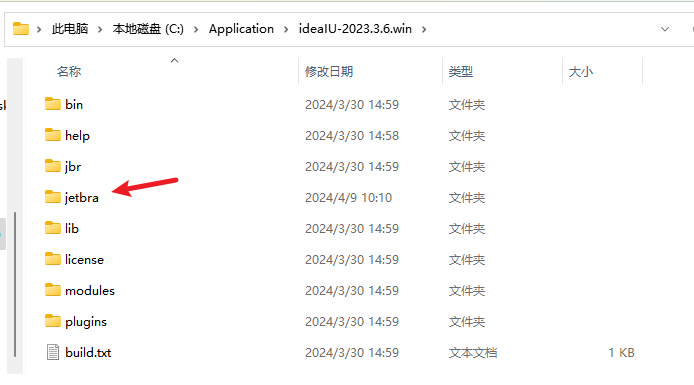 此电脑 > 本地磁盘 (C:) > Application > ideaIU-2023.3.6.win >
名称 修改日期 类型 大小
bin 2024/3/30 14:59 文件夹
help 2024/3/30 14:58 文件夹
jbr 2024/3/30 14:59 文件夹
jetbra 2024/4/9 10:10 文件夹
lib 2024/3/30 14:59 文件夹
license 2024/3/30 14:59 文件夹
modules 2024/3/30 14:59 文件夹
plugins 2024/3/30 14:59 文件夹
build.txt 2024/3/30 14:59 文本文档 1 KB